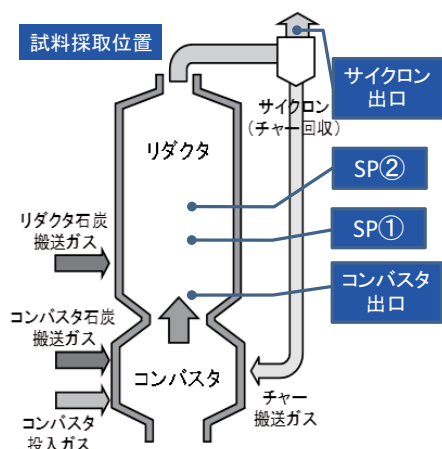 試料採取位置
サイクロン
出口
サイクロン
(チャー回収)
リダクタ
SP②
リダクタ石炭
搬送ガス
SP①
コンバスタ
出口
コンバスタ石炭
搬送ガス
コンバスタ
チャー
搬送ガス
コンバスタ
投入ガス